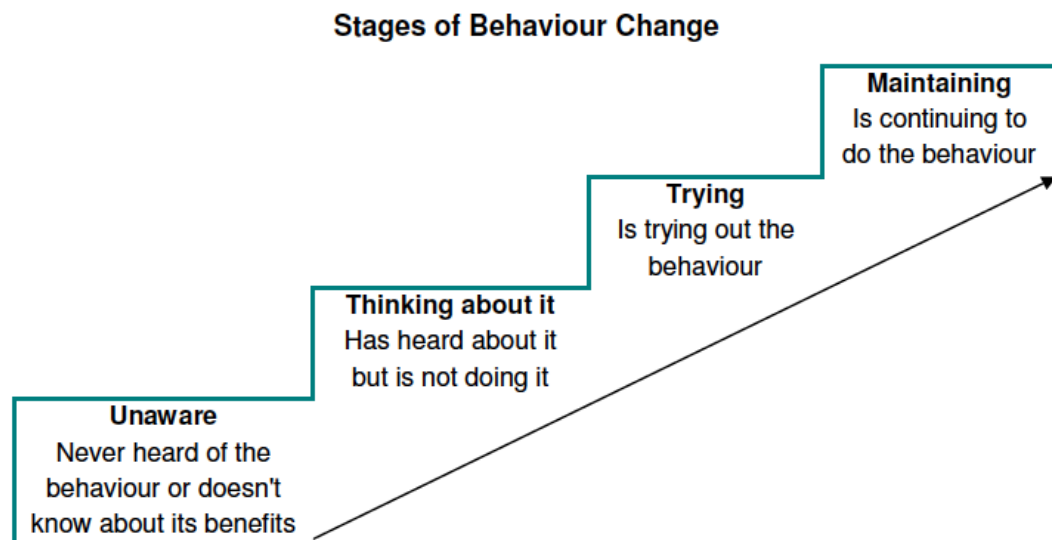 Stages of Behaviour Change
Maintaining
Is continuing to
do the behaviour
Trying
Is trying out the
behaviour
Thinking about it
Has heard about it
but is not doing it
Unaware
Never heard of the
behaviour or doesn't
know about its benefits